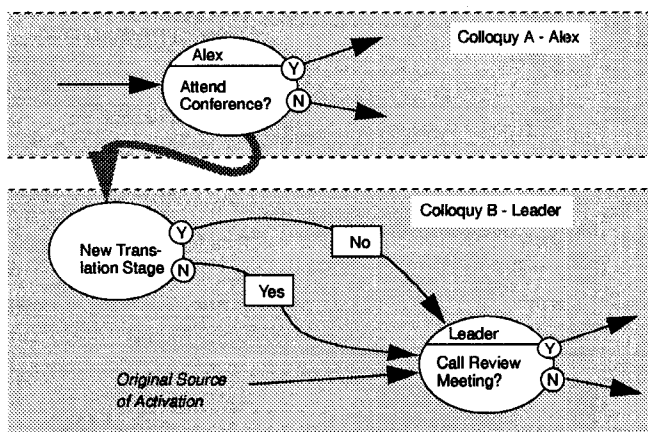 Colloquy A - Alex
Alex
Y
Attend
Conference?
N
Colloquy B - Leader
New Trans-
lation Stage
Y
N
No
Yes
Leader
Y
Call Review
Meeting?
N
Original Source
of Activation